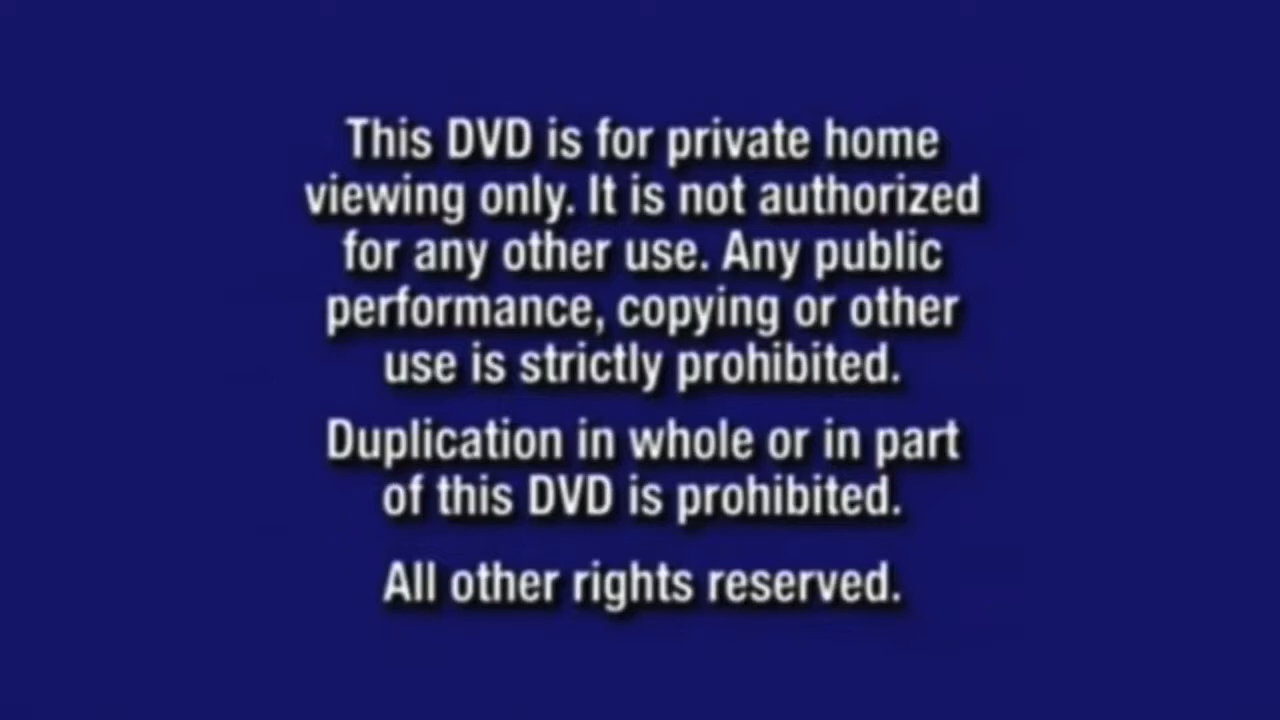 This DVD is for private home
viewing only. It is not authorized
for any other use. Any public
performance, copying or other
use is strictly prohibited.
Duplication in whole or in part
of this DVD is prohibited.
All other rights reserved.